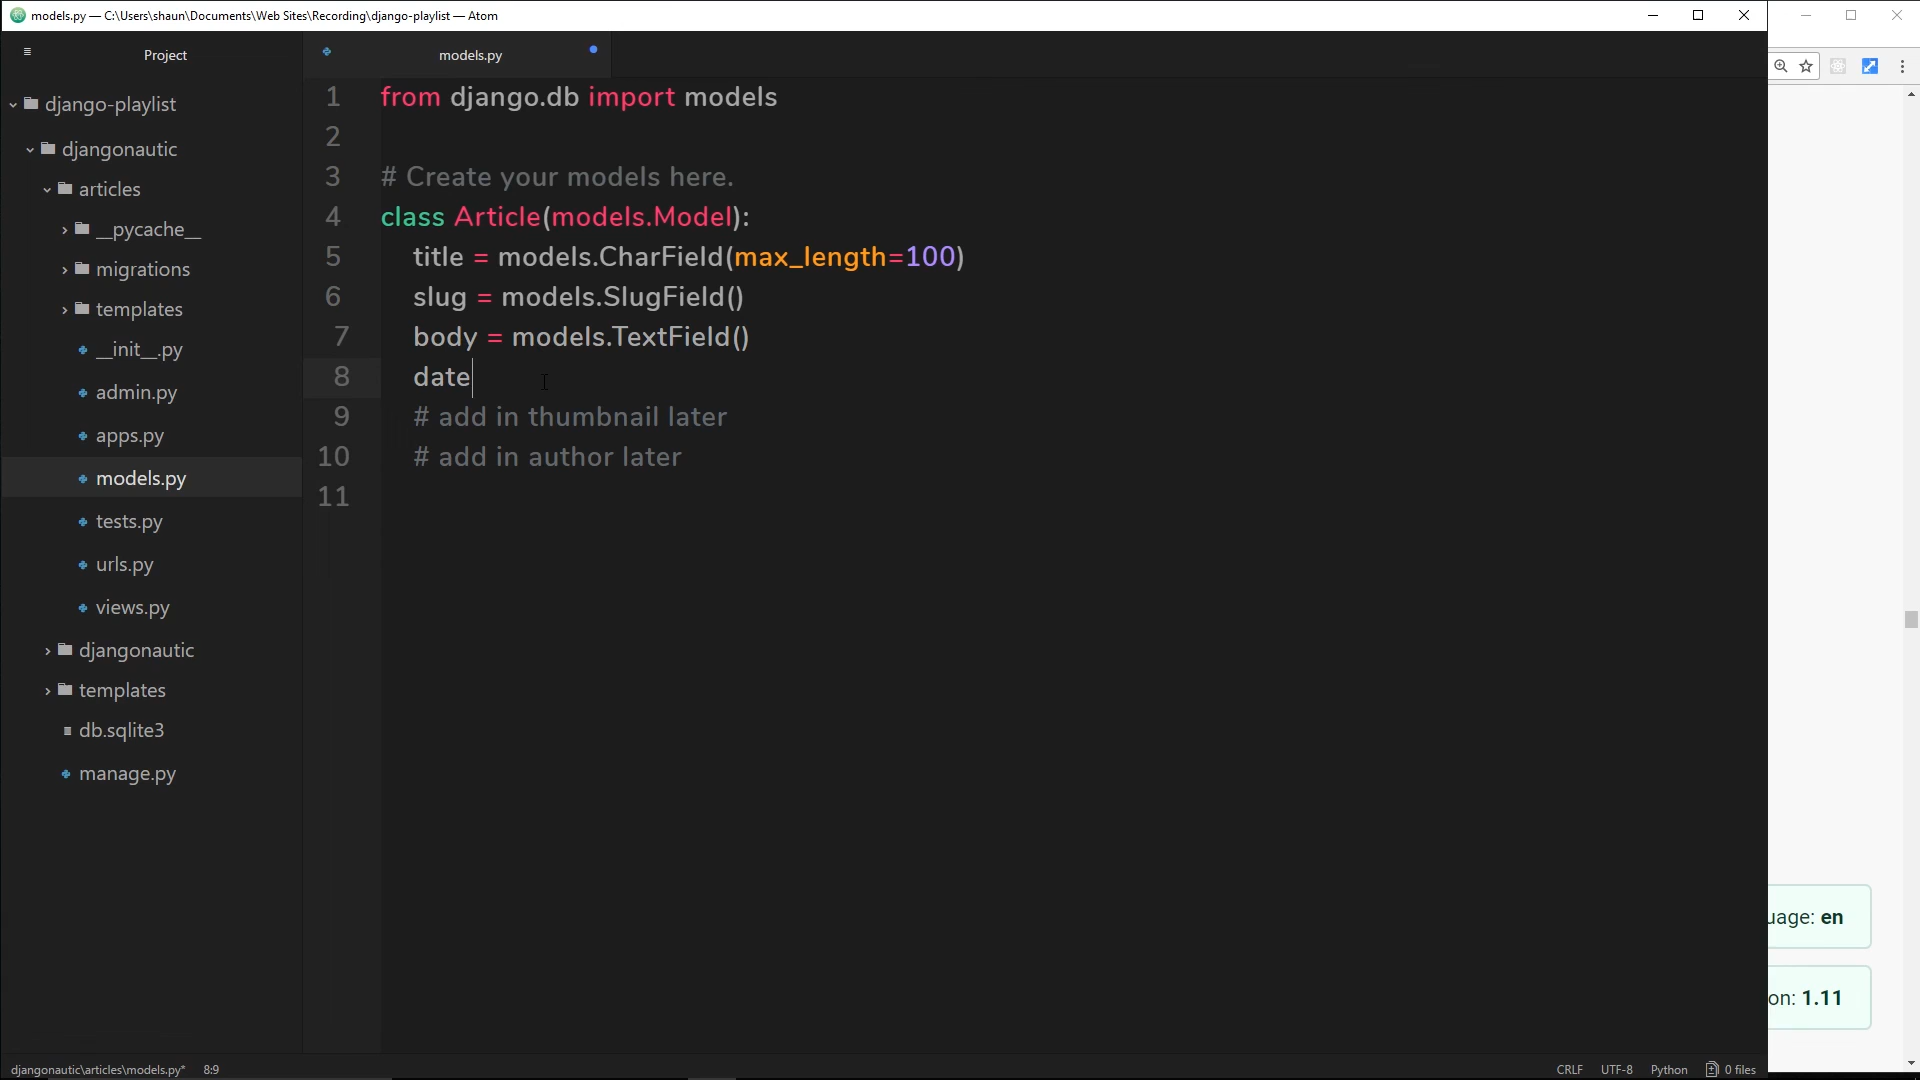 models.py — C:\Users\shaun\Documents\Web Sites\Recording\django-playlist — Atom
Project
models.py
django-playlist
djangonautic
articles
__pycache__
migrations
templates
__init__.py
admin.py
apps.py
models.py
tests.py
urls.py
views.py
djangonautic
templates
db.sqlite3
manage.py
1 from django.db import models
2
3 # Create your models here.
4 class Article(models.Model):
5 title = models.CharField(max_length=100)
6 slug = models.SlugField()
7 body = models.TextField()
8 date
9 # add in thumbnail later
10 # add in author later
11
uage: en
on: 1.11
djangonautic\articles\models.py* 8:9
CRLF UTF-8 Python 0 files